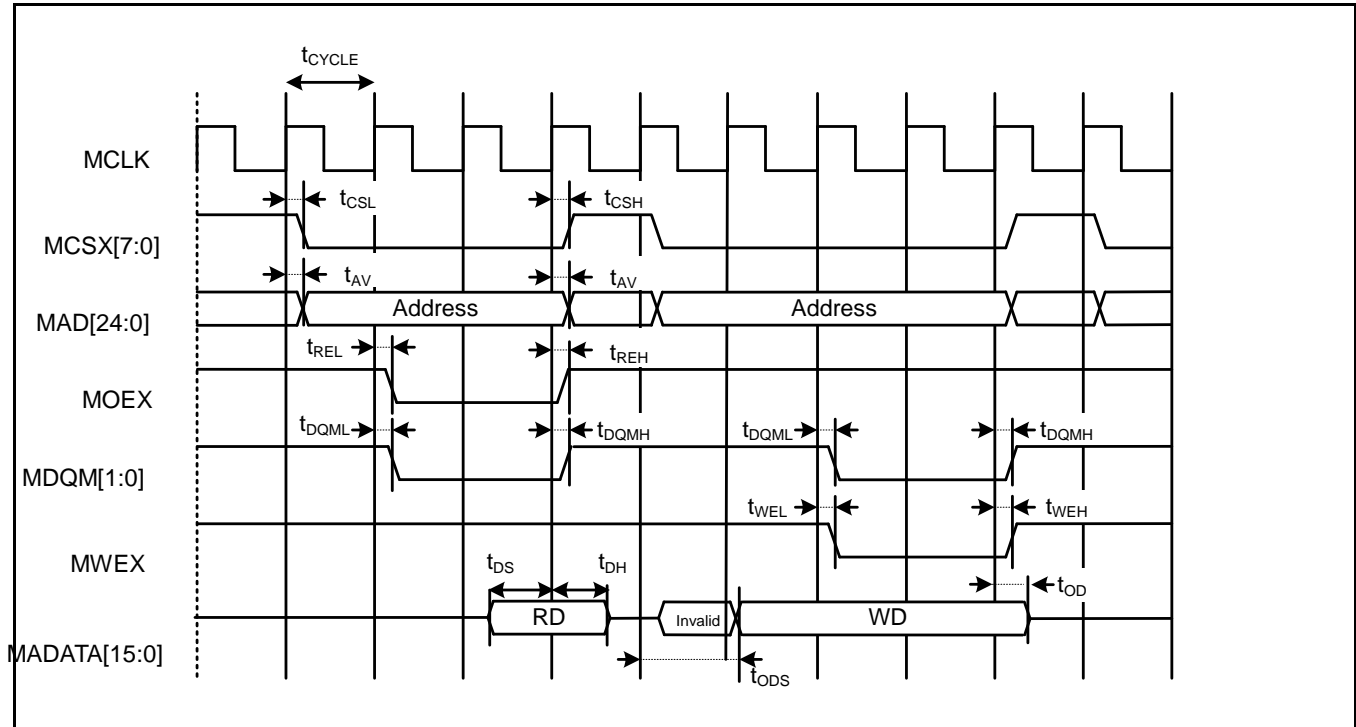 tCYCLE
MCLK
tCSL
tCSH
MCSX[7:0]
tAV
tAV
MAD[24:0]
Address
Address
tREL
tREH
MOEX
tDQML
tDQMH
tDQML
tDQMH
MDQM[1:0]
tWEL
tWEH
MWEX
tDS
tDH
tOD
RD
Invalid
WD
MADATA[15:0]
tODS